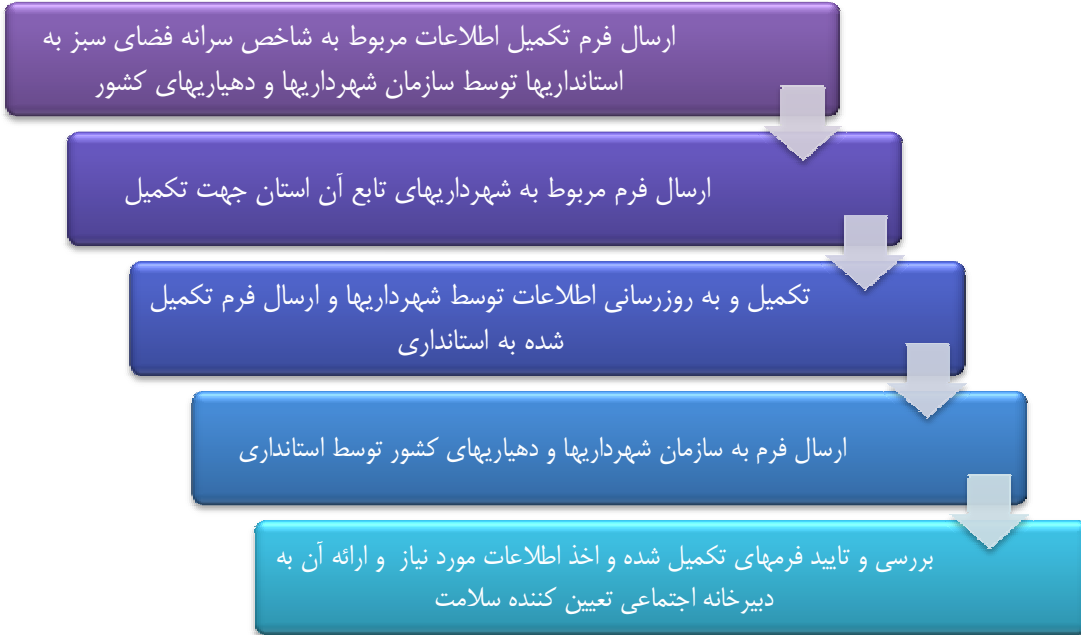 ارسال فرم تکمیل اطلاعات مربوط به شاخص سرانه فضای سبز به
استانداریها توسط سازمان شهرداریها و دهیاریهای کشور
ارسال فرم مربوط به شهرداریهای تابع آن استان جهت تکمیل
تکمیل و به روزرسانی اطلاعات توسط شهرداریها و ارسال فرم تکمیل
شده به استانداری
ارسال فرم به سازمان شهرداریها و دهیاریهای کشور توسط استانداری
بررسی و تایید فرمهای تکمیل شده و اخذ اطلاعات مورد نیاز و ارائه آن به
دبیرخانه اجتماعی تعیین کننده سلامت